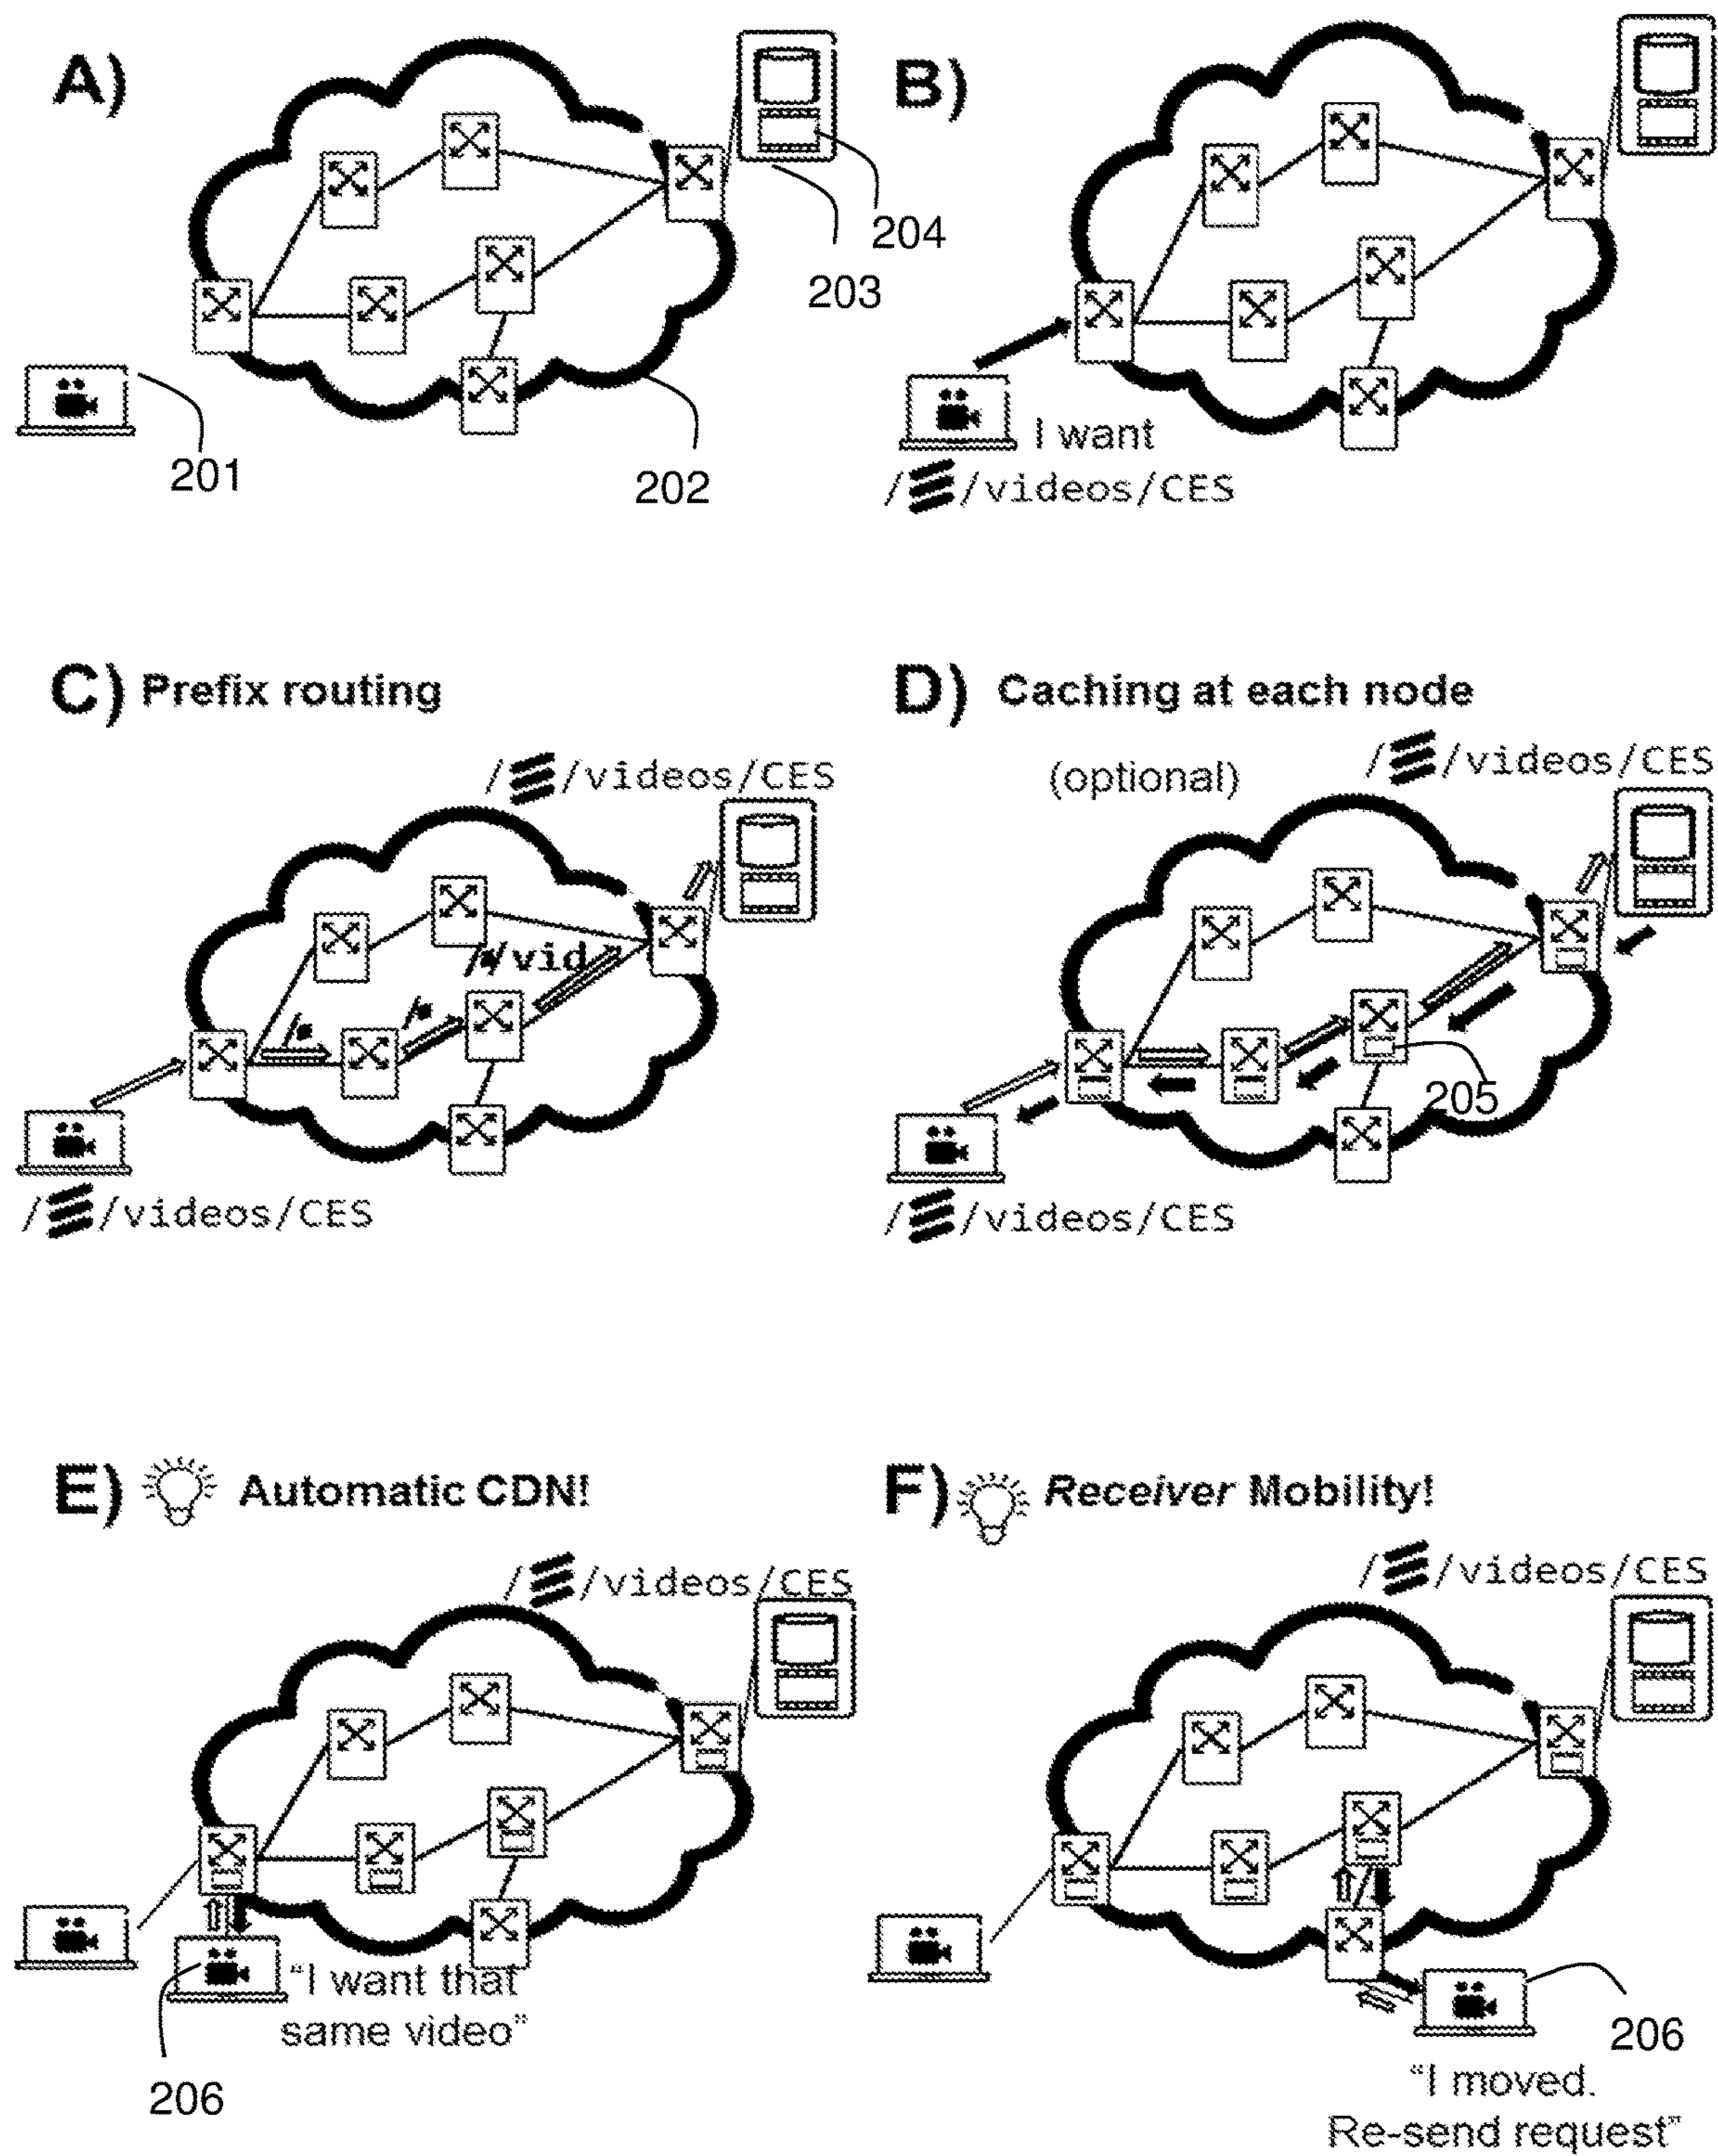 A)
204
203
201
202
B)
I want
/ /videos/CES
C) Prefix routing
/ /videos/CES
/ /vid
/
/
/ /videos/CES
D) Caching at each node
(optional)
/ /videos/CES
205
/ /videos/CES
E) Automatic CDN!
/ /videos/CES
"I want that
same video"
206
F) Receiver Mobility!
/ /videos/CES
206
"I moved.
Re-send request"